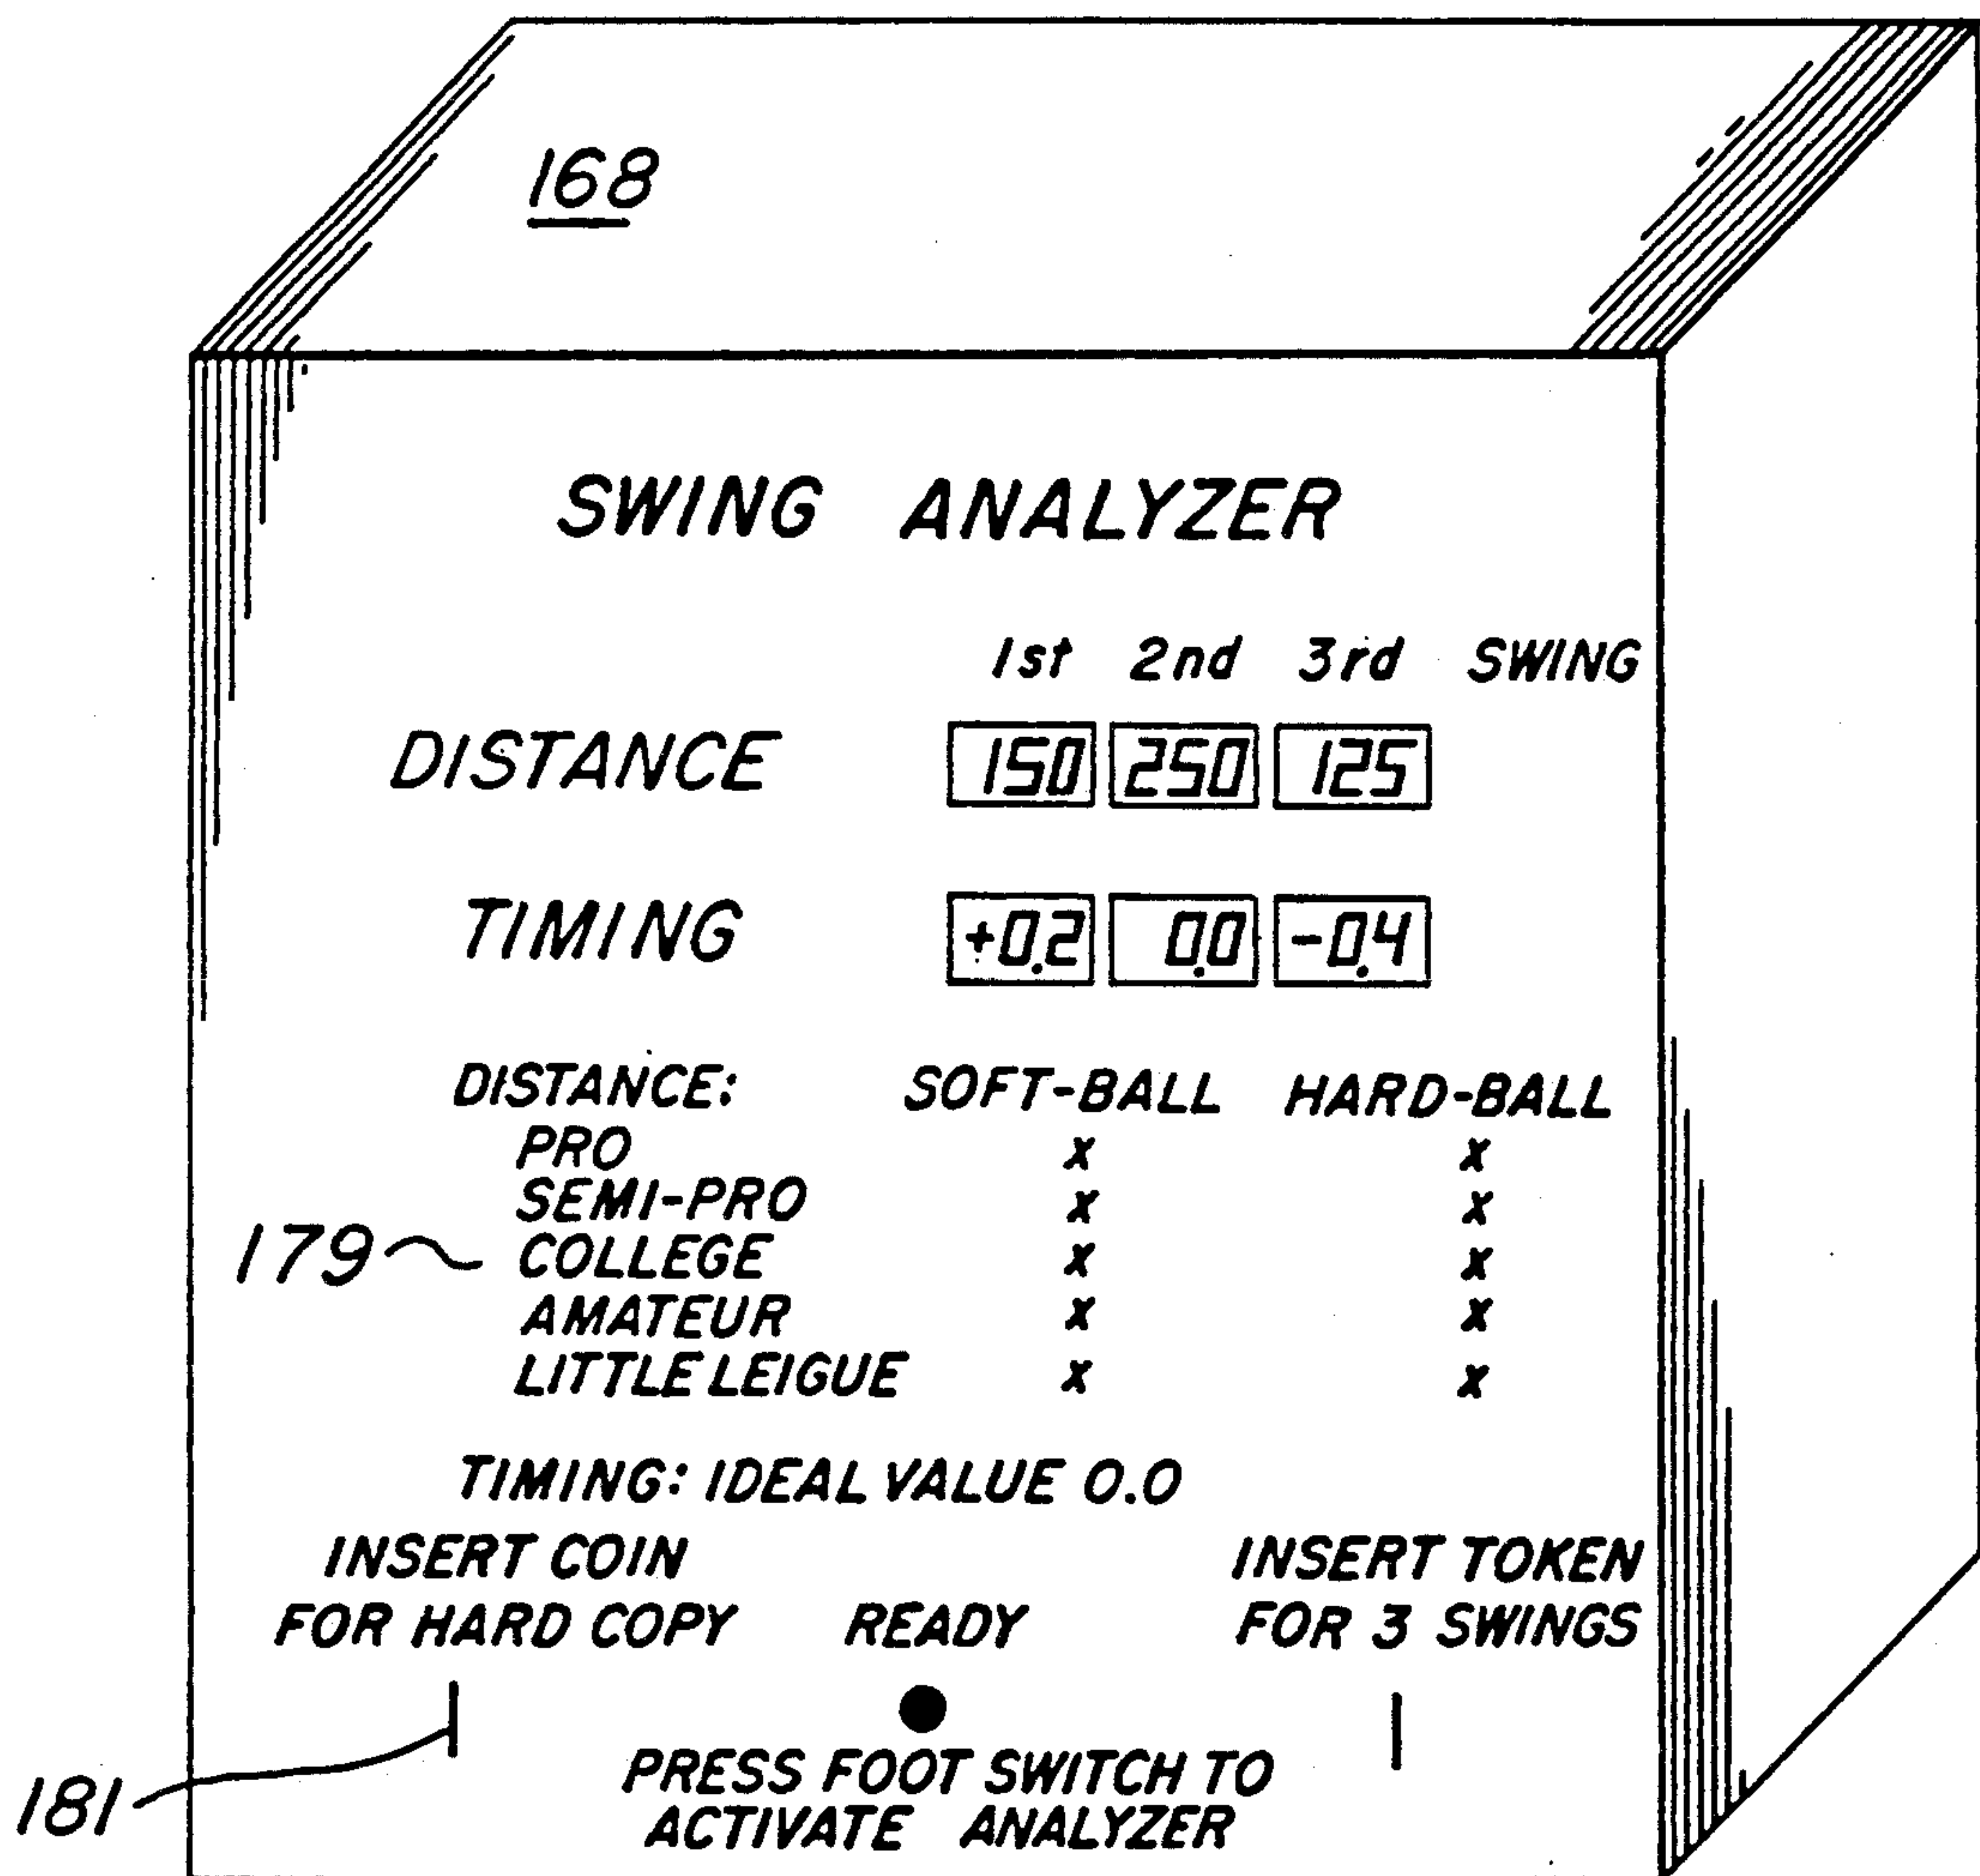 168
SWING ANALYZER
1st 2nd 3rd SWING
DISTANCE 150 250 125
TIMING +0.2 0.0 -0.4
DISTANCE: SOFT-BALL HARD-BALL
PRO x x
SEMI-PRO x x
179 COLLEGE x x
AMATEUR x x
LITTLE LEIGUE x x
TIMING: IDEAL VALUE 0.0
INSERT COIN INSERT TOKEN
FOR HARD COPY READY FOR 3 SWINGS
181
PRESS FOOT SWITCH TO
ACTIVATE ANALYZER